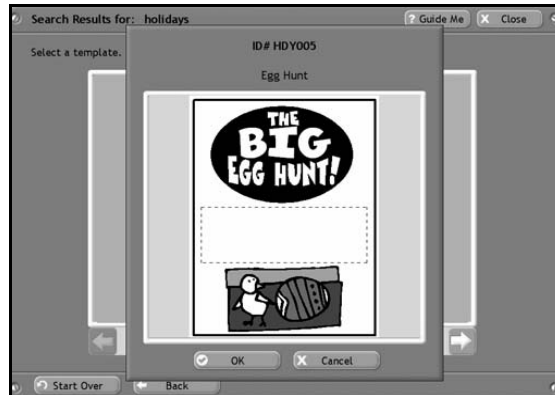 Search Results for: holidays
? Guide Me
X Close
Select a template.
ID# HDY005
Egg Hunt
THE
BIG
EGG HUNT!
OK
X Cancel
Start Over
Back